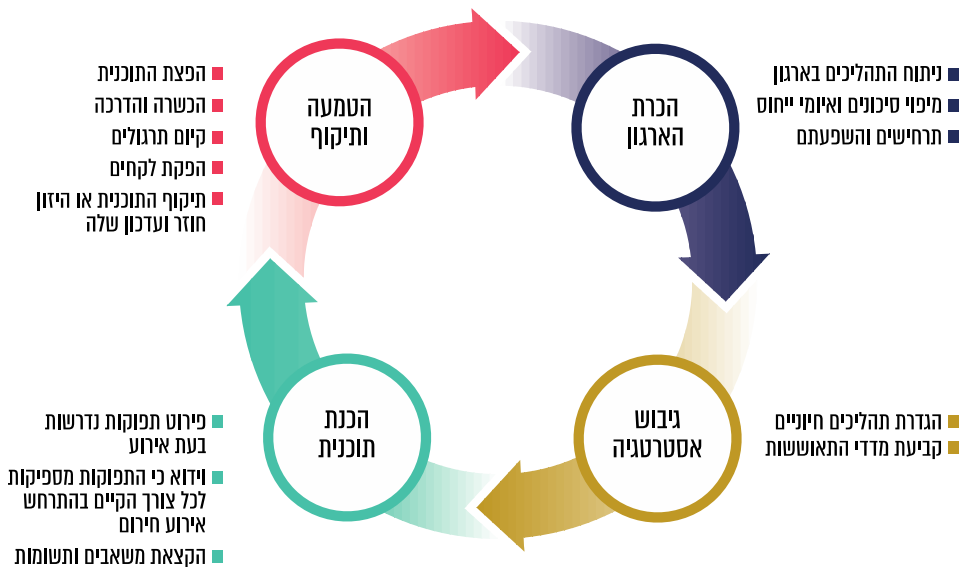 הכרת
הארגון
ניתוח התהליכים בארגון
מיפוי סיכונים ואיומי ייחוס
תרחישים והשפעתם
גיבוש
אסטרטגיה
הגדרת תהליכים חיוניים
קביעת מדדי התאוששות
הכנת
תוכנית
פירוט תפוקות נדרשות
בעת אירוע
וידוא כי התפוקות מספיקות
לכל צורך הקיים בהתרחש
אירוע חירום
הקצאת משאבים ותשומות
הטמעה
ותיקוף
הפצת התוכנית
הכשרה והדרכה
קיום תרגולים
הפקת לקחים
תיקוף התוכנית או היזון
חוזר ועדכון שלה